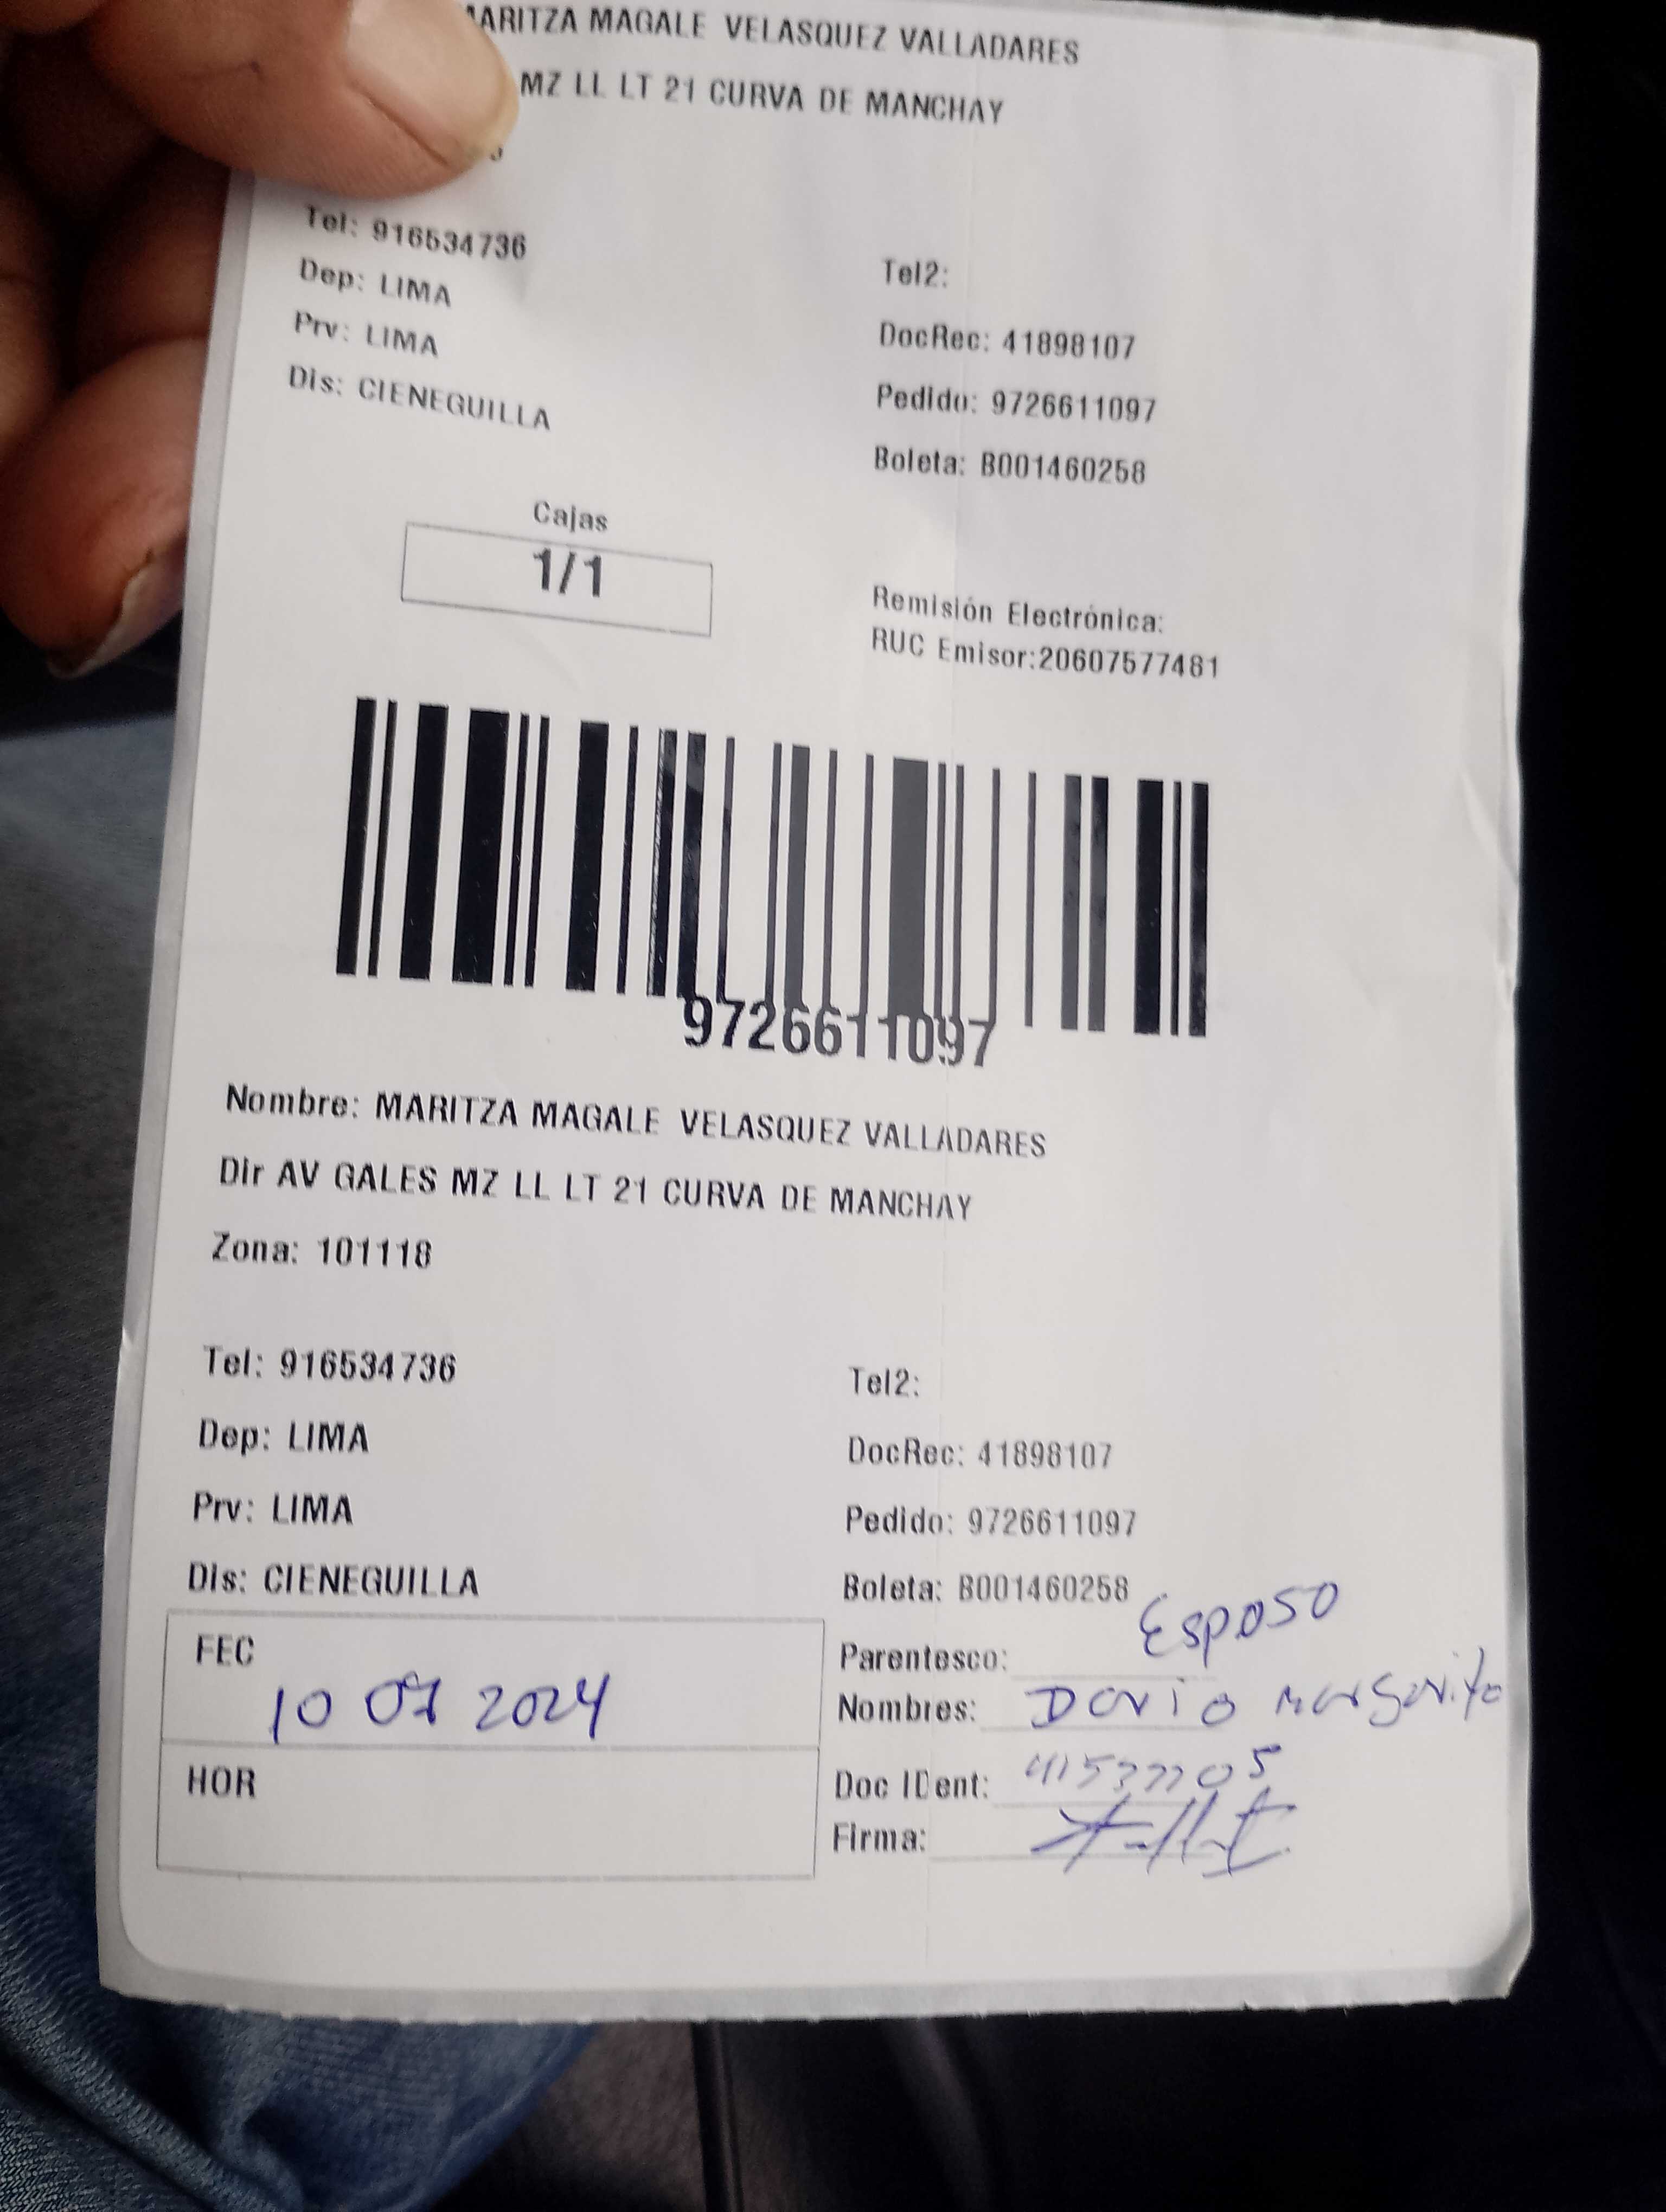 MARITZA MAGALE VELASQUEZ VALLADARES
MZ LL LT 21 CURVA DE MANCHAY
Tel: 916534736
Tel2:
Dep: LIMA
DocRec: 41898107
Prv: LIMA
Pedido: 9726611097
Dis: CIENEGUILLA
Boleta: B001460258
Cajas
1/1
Remisión Electrónica:
RUC Emisor:20607577481
9726611097
Nombre: MARITZA MAGALE VELASQUEZ VALLADARES
Dir AV GALES MZ LL LT 21 CURVA DE MANCHAY
Zona: 101118
Tel: 916534736
Tel2:
Dep: LIMA
DocRec: 41898107
Prv: LIMA
Pedido: 9726611097
Dis: CIENEGUILLA
Boleta: B001460258
FEC
10 07 2024
HOR
Parentesco: Esposo
Nombres: Dario Margarito
Doc IDent:
Firma: